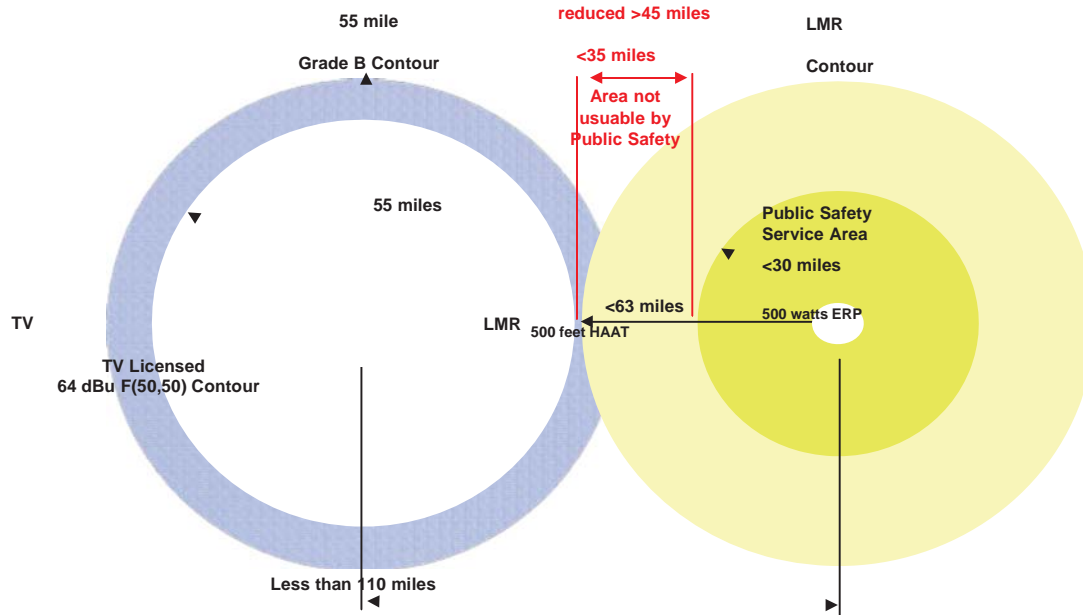 55 mile
Grade B Contour
reduced >45 miles
<35 miles
Area not
usable by
Public Safety
LMR
Contour
55 miles
Public Safety
Service Area
<30 miles
<63 miles
500 watts ERP
TV
LMR
500 feet HAAT
TV Licensed
64 dBu F(50,50) Contour
Less than 110 miles